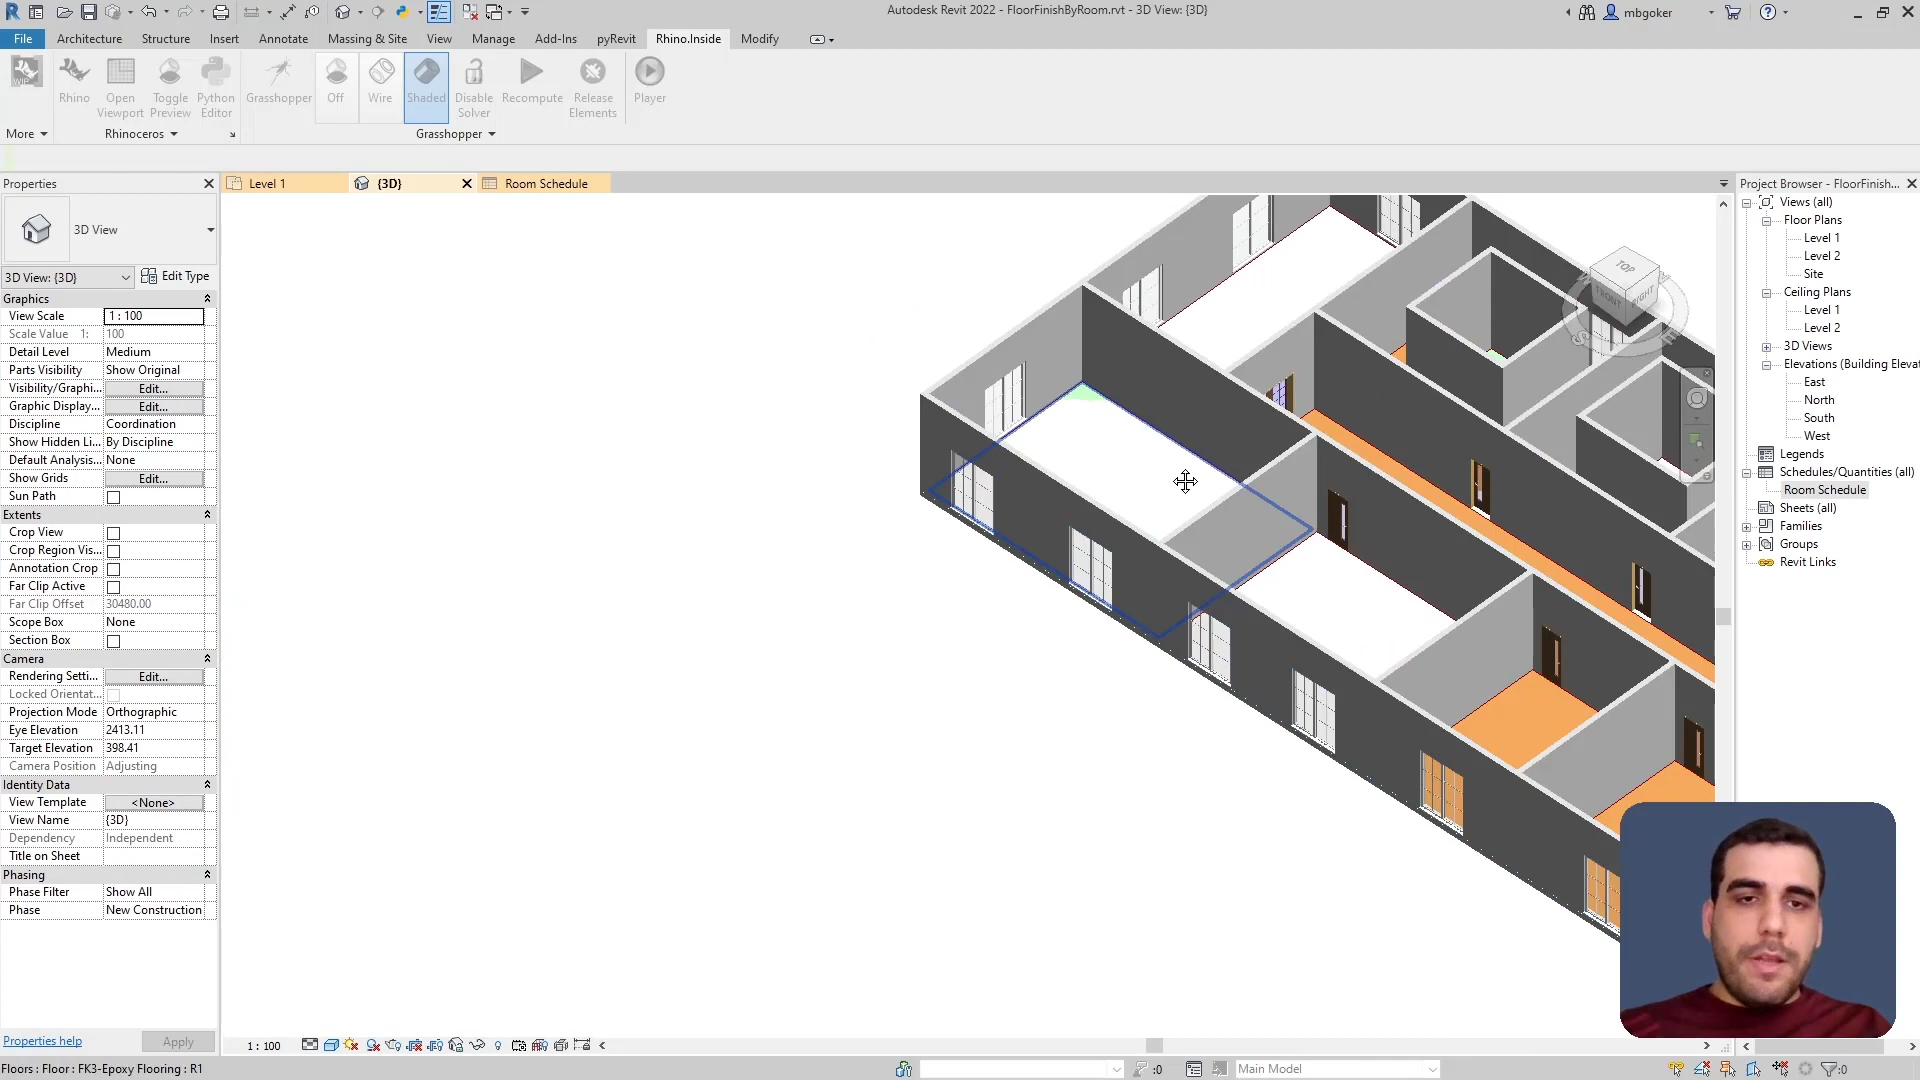 Autodesk Revit 2022 - FloorFinishByRoom.rvt - 3D View: {3D}
mbgoker
File
Architecture
Structure
Insert
Annotate
Massing & Site
View
Manage
Add-Ins
pyRevit
Rhino.Inside
Modify
WIP
Rhino
Open Viewport
Toggle Preview
Python Editor
Grasshopper
Off
Wire
Shaded
Disable Solver
Recompute
Release Elements
Player
More
Rhinoceros
Grasshopper
Properties
Level 1
{3D}
Room Schedule
Project Browser - FloorFinish...
3D View
3D View: {3D}
Edit Type
Graphics
View Scale 1 : 100
Scale Value 1: 100
Detail Level Medium
Parts Visibility Show Original
Visibility/Graphi... Edit...
Graphic Display... Edit...
Discipline Coordination
Show Hidden Li... By Discipline
Default Analysis... None
Show Grids Edit...
Sun Path
Extents
Crop View
Crop Region Vis...
Annotation Crop
Far Clip Active
Far Clip Offset 30480.00
Scope Box None
Section Box
Camera
Rendering Setti... Edit...
Locked Orientat...
Projection Mode Orthographic
Eye Elevation 2413.11
Target Elevation 398.41
Camera Position Adjusting
Identity Data
View Template <None>
View Name {3D}
Dependency Independent
Title on Sheet
Phasing
Phase Filter Show All
Phase New Construction
Properties help
Apply
TOP
FRONT
RIGHT
Views (all)
Floor Plans
Level 1
Level 2
Site
Ceiling Plans
Level 1
Level 2
3D Views
Elevations (Building Elevat
East
North
South
West
Legends
Schedules/Quantities (all)
Room Schedule
Sheets (all)
Families
Groups
Revit Links
1 : 100
Floors : Floor : FK3-Epoxy Flooring : R1
:0
Main Model
:0